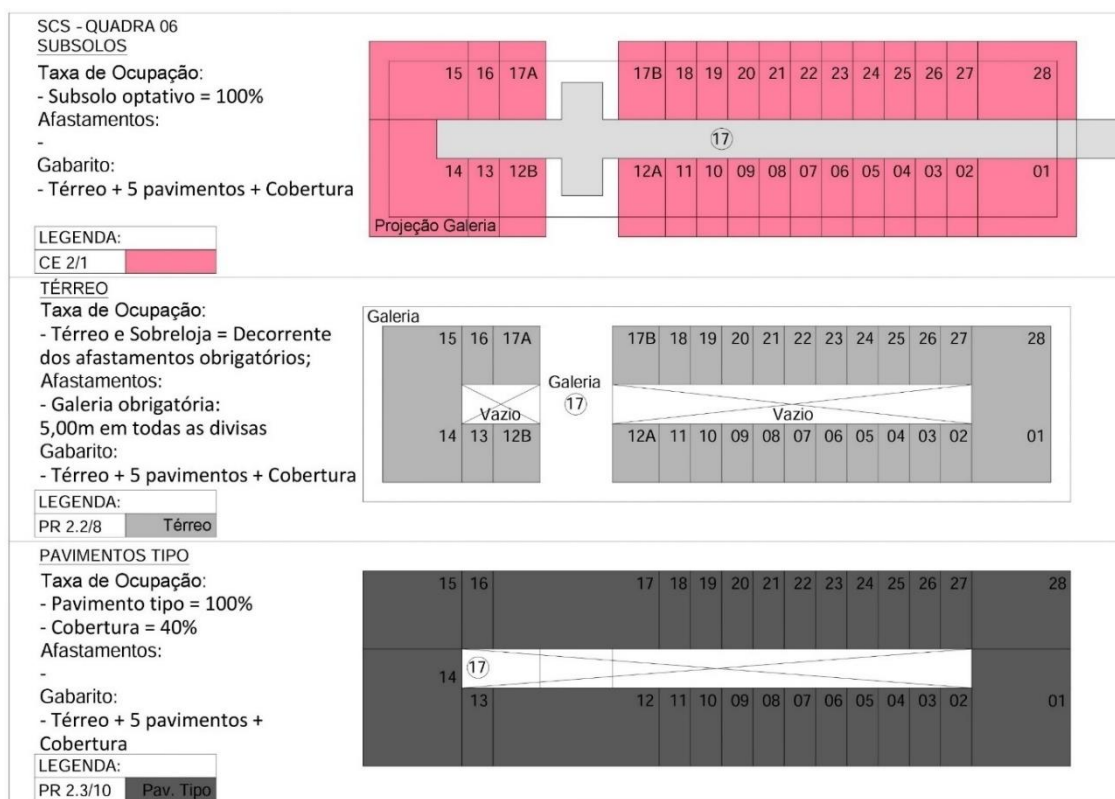 SCS - QUADRA 06
SUBSOLOS
Taxa de Ocupação:
- Subsolo optativo = 100%
Afastamentos:
-
Gabarito:
- Térreo + 5 pavimentos + Cobertura
LEGENDA:
CE 2/1
15 16 17A 17B 18 19 20 21 22 23 24 25 26 27 28
17
14 13 12B 12A 11 10 09 08 07 06 05 04 03 02 01
Projeção Galeria
TÉRREO
Taxa de Ocupação:
- Térreo e Sobreloja = Decorrente
dos afastamentos obrigatórios;
Afastamentos:
- Galeria obrigatória:
5,00m em todas as divisas
Gabarito:
- Térreo + 5 pavimentos + Cobertura
LEGENDA:
PR 2.2/8 Térreo
Galeria
15 16 17A 17B 18 19 20 21 22 23 24 25 26 27 28
Galeria
Vazio 17 Vazio
14 13 12B 12A 11 10 09 08 07 06 05 04 03 02 01
PAVIMENTOS TIPO
Taxa de Ocupação:
- Pavimento tipo = 100%
- Cobertura = 40%
Afastamentos:
-
Gabarito:
- Térreo + 5 pavimentos +
Cobertura
LEGENDA:
PR 2.3/10 Pav. Tipo
15 16 17 18 19 20 21 22 23 24 25 26 27 28
17
14
13 12 11 10 09 08 07 06 05 04 03 02 01